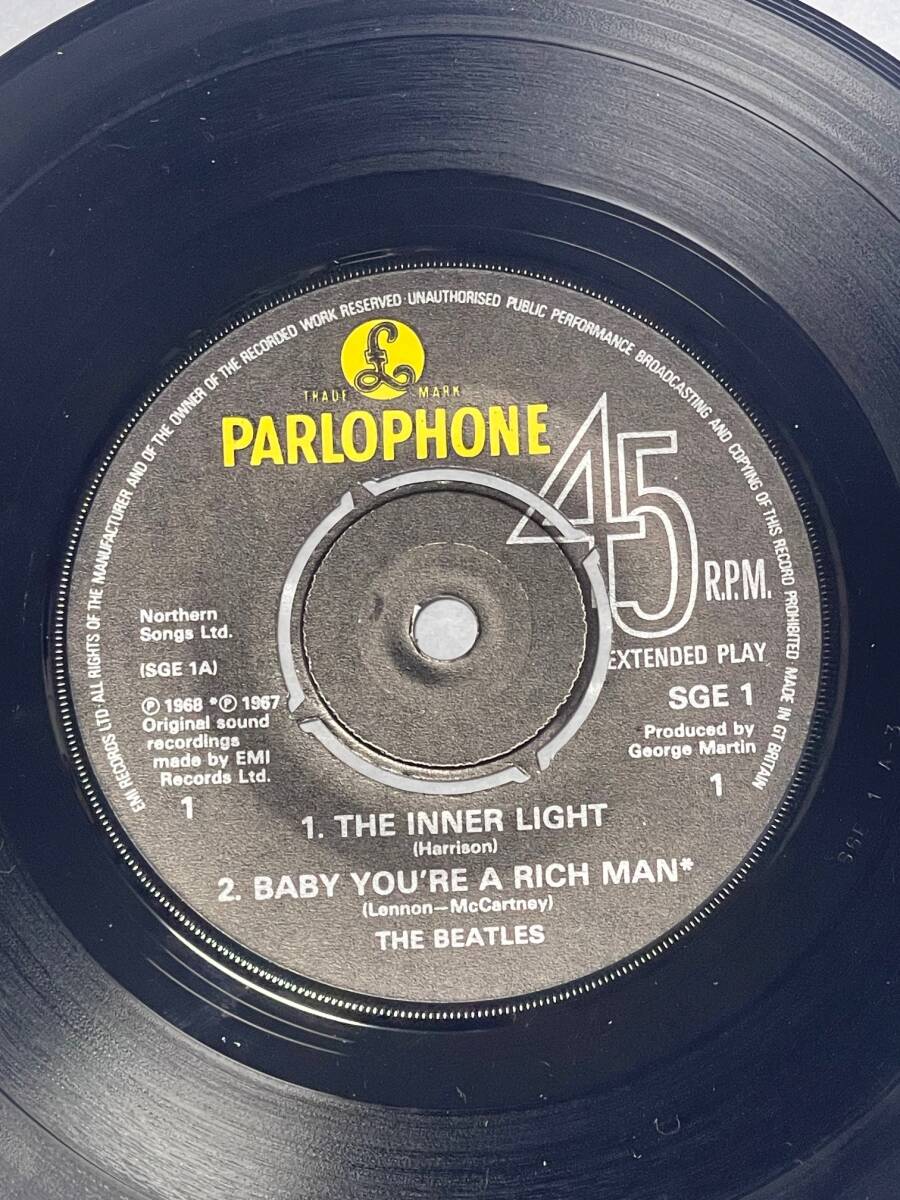 EMI RECORDS LTD·ALL RIGHTS OF THE MANUFACTURER AND OF THE OWNER OF THE RECORDED WORK RESERVED·UNAUTHORISED PUBLIC PERFORMANCE BROADCASTING AND COPYING OF THIS RECORD PROHIBITED MADE IN GT BRITAIN
£
TRADE MARK
PARLOPHONE
45 R.P.M.
EXTENDED PLAY
Northern
Songs Ltd.
(SGE 1A)
℗ 1968 *℗ 1967
Original sound
recordings
made by EMI
Records Ltd.
1
SGE 1
Produced by
George Martin
1
1. THE INNER LIGHT
(Harrison)
2. BABY YOU'RE A RICH MAN*
(Lennon—McCartney)
THE BEATLES